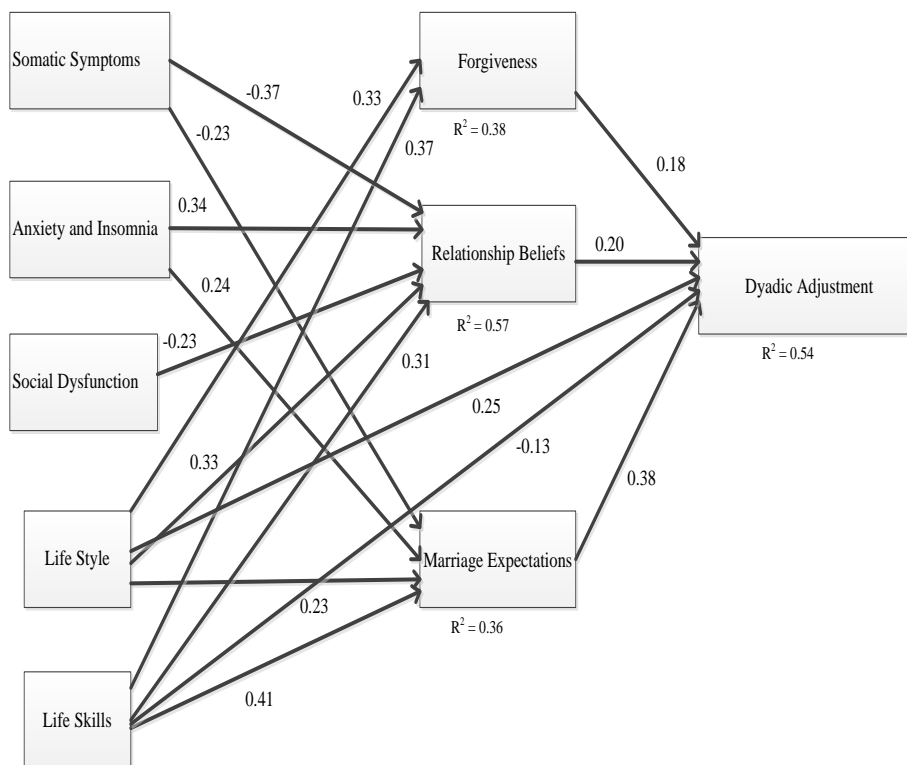 Somatic Symptoms
Forgiveness
-0.37
0.33
-0.23
0.37
R² = 0.38
0.18
Anxiety and Insomnia
0.34
Relationship Beliefs
0.20
Dyadic Adjustment
0.24
R² = 0.57
-0.23
0.31
R² = 0.54
Social Dysfunction
0.25
-0.13
0.33
0.38
Life Style
Marriage Expectations
0.23
R² = 0.36
0.41
Life Skills